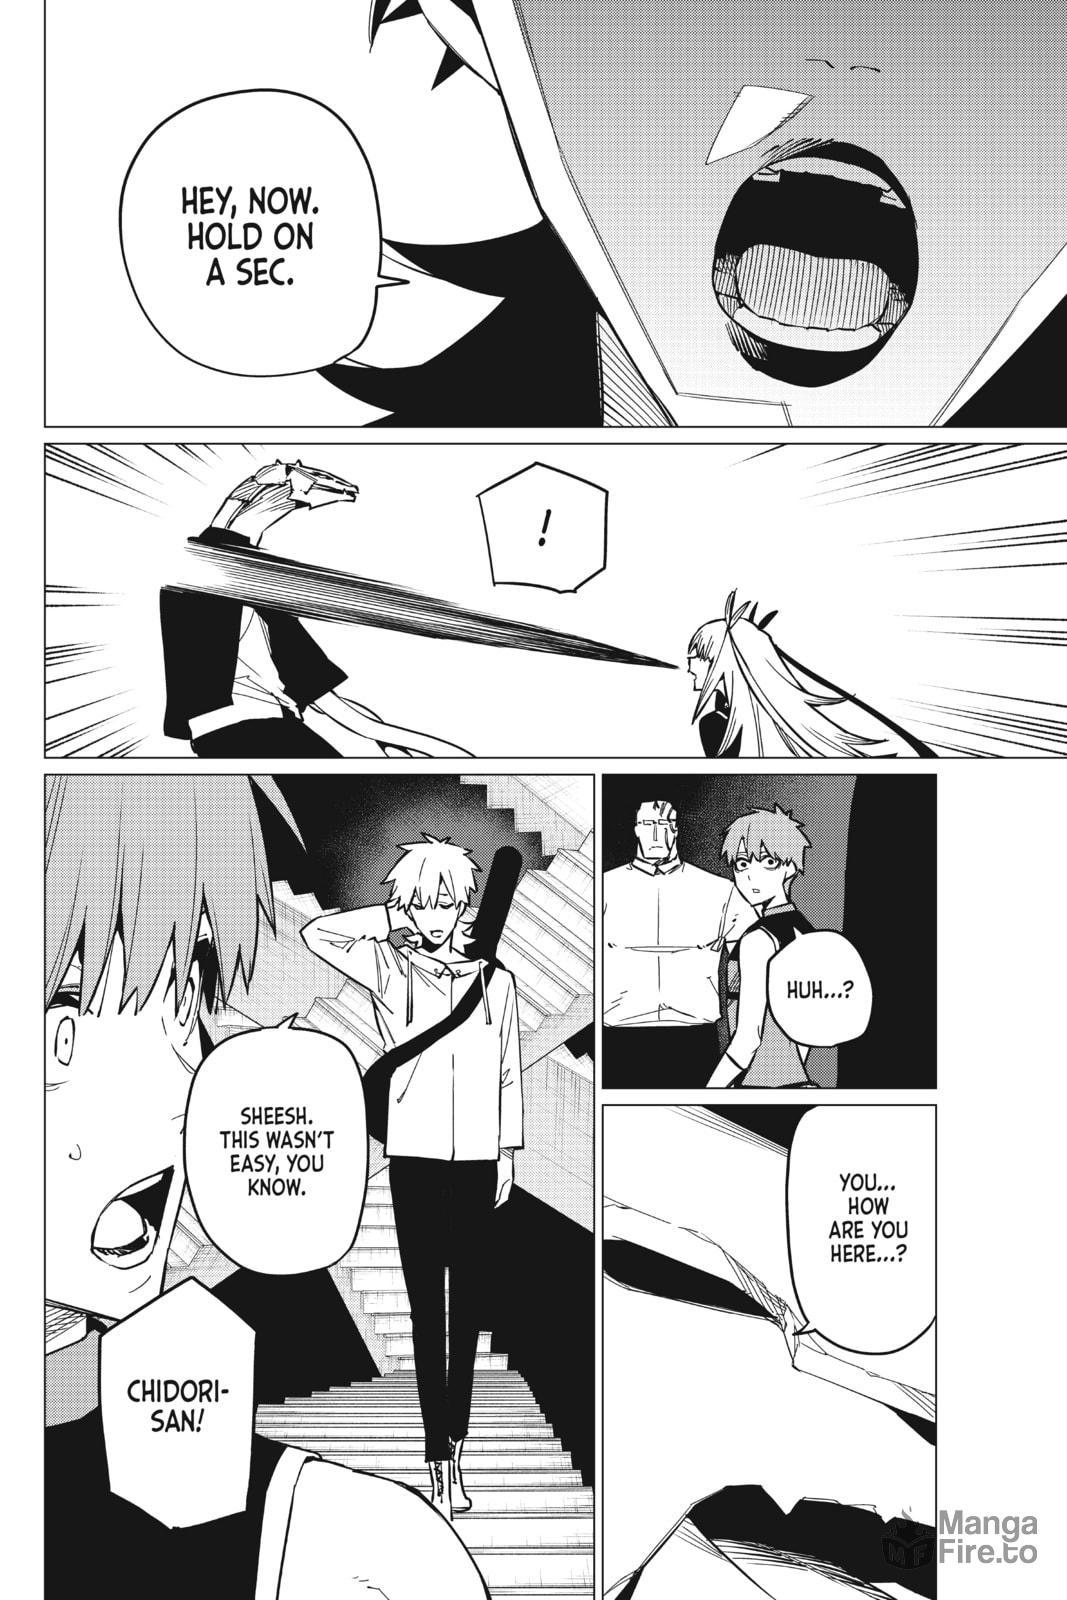 HEY, NOW.
HOLD ON
A SEC.
!
HUH...?
YOU...
HOW
ARE YOU
HERE...?
SHEESH.
THIS WASN'T
EASY, YOU
KNOW.
CHIDORI-
SAN!
MF
Manga
Fire.to